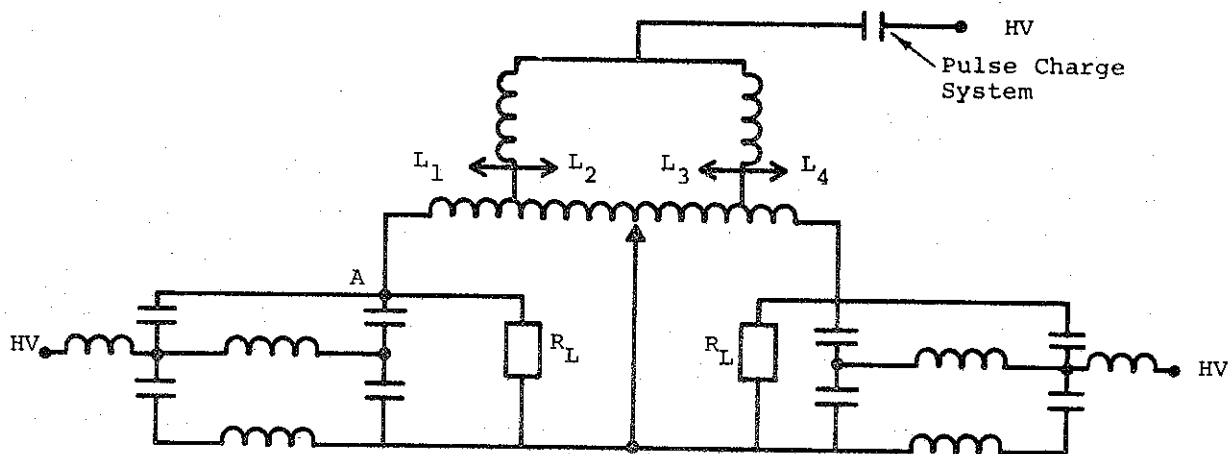 HV
Pulse Charge
System
L1 L2 L3 L4
A
HV
RL
RL
HV